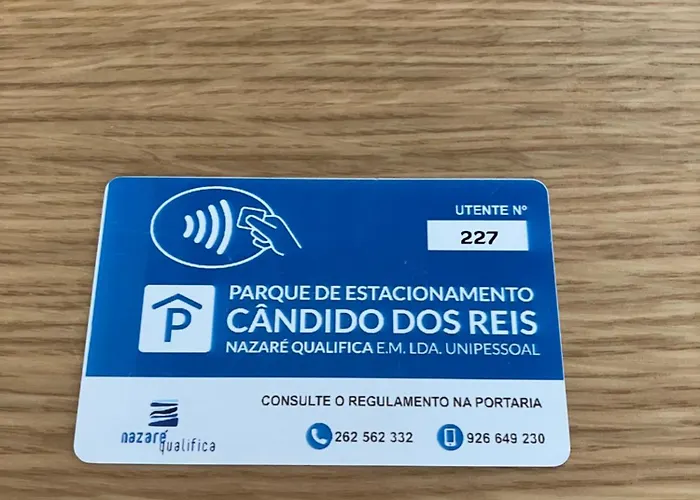 UTENTE Nº
227
PARQUE DE ESTACIONAMENTO
P
CÂNDIDO DOS REIS
NAZARÉ QUALIFICA E.M. LDA. UNIPESSOAL
CONSULTE O REGULAMENTO NA PORTARIA
nazaré
qualifica
262 562 332
926 649 230